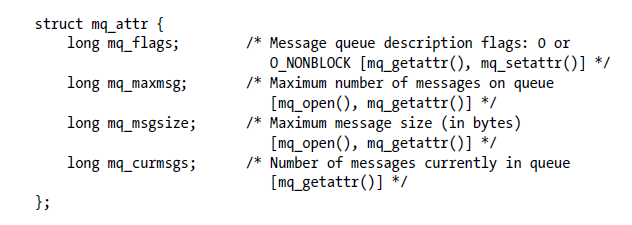 struct mq_attr {
    long mq_flags;        /* Message queue description flags: 0 or
                             O_NONBLOCK [mq_getattr(), mq_setattr()] */
    long mq_maxmsg;       /* Maximum number of messages on queue
                             [mq_open(), mq_getattr()] */
    long mq_msgsize;      /* Maximum message size (in bytes)
                             [mq_open(), mq_getattr()] */
    long mq_curmsgs;      /* Number of messages currently in queue
                             [mq_getattr()] */
};